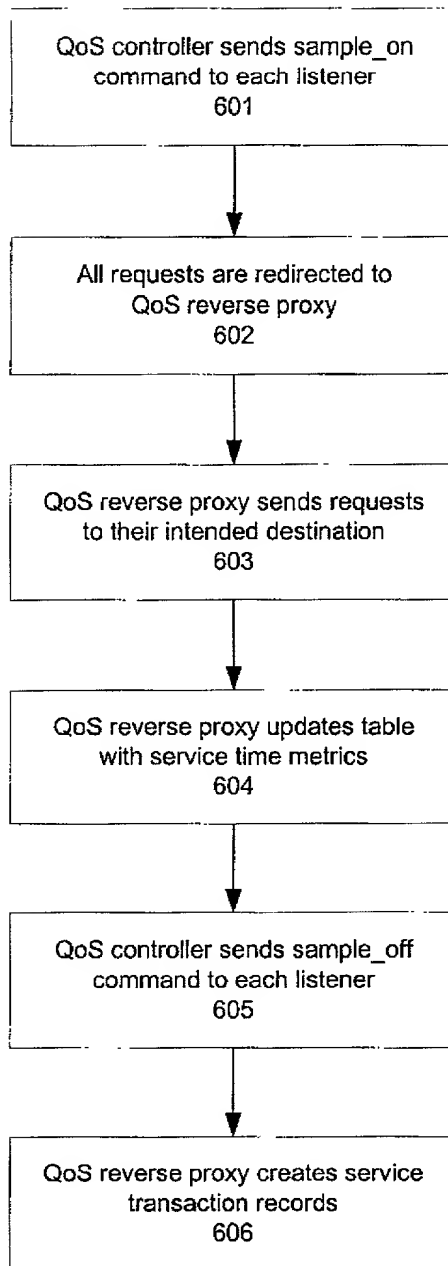 QoS controller sends sample_on
command to each listener
601
All requests are redirected to
QoS reverse proxy
602
QoS reverse proxy sends requests
to their intended destination
603
QoS reverse proxy updates table
with service time metrics
604
QoS controller sends sample_off
command to each listener
605
QoS reverse proxy creates service
transaction records
606